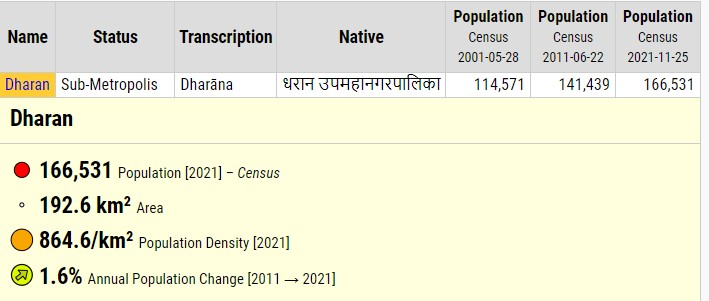 Name Status Transcription Native Population Census 2001-05-28 Population Census 2011-06-22 Population Census 2021-11-25
Dharan Sub-Metropolis Dharāna धरान उपमहानगरपालिका 114,571 141,439 166,531
Dharan
166,531 Population [2021] – Census
192.6 km² Area
864.6/km² Population Density [2021]
1.6% Annual Population Change [2011 → 2021]